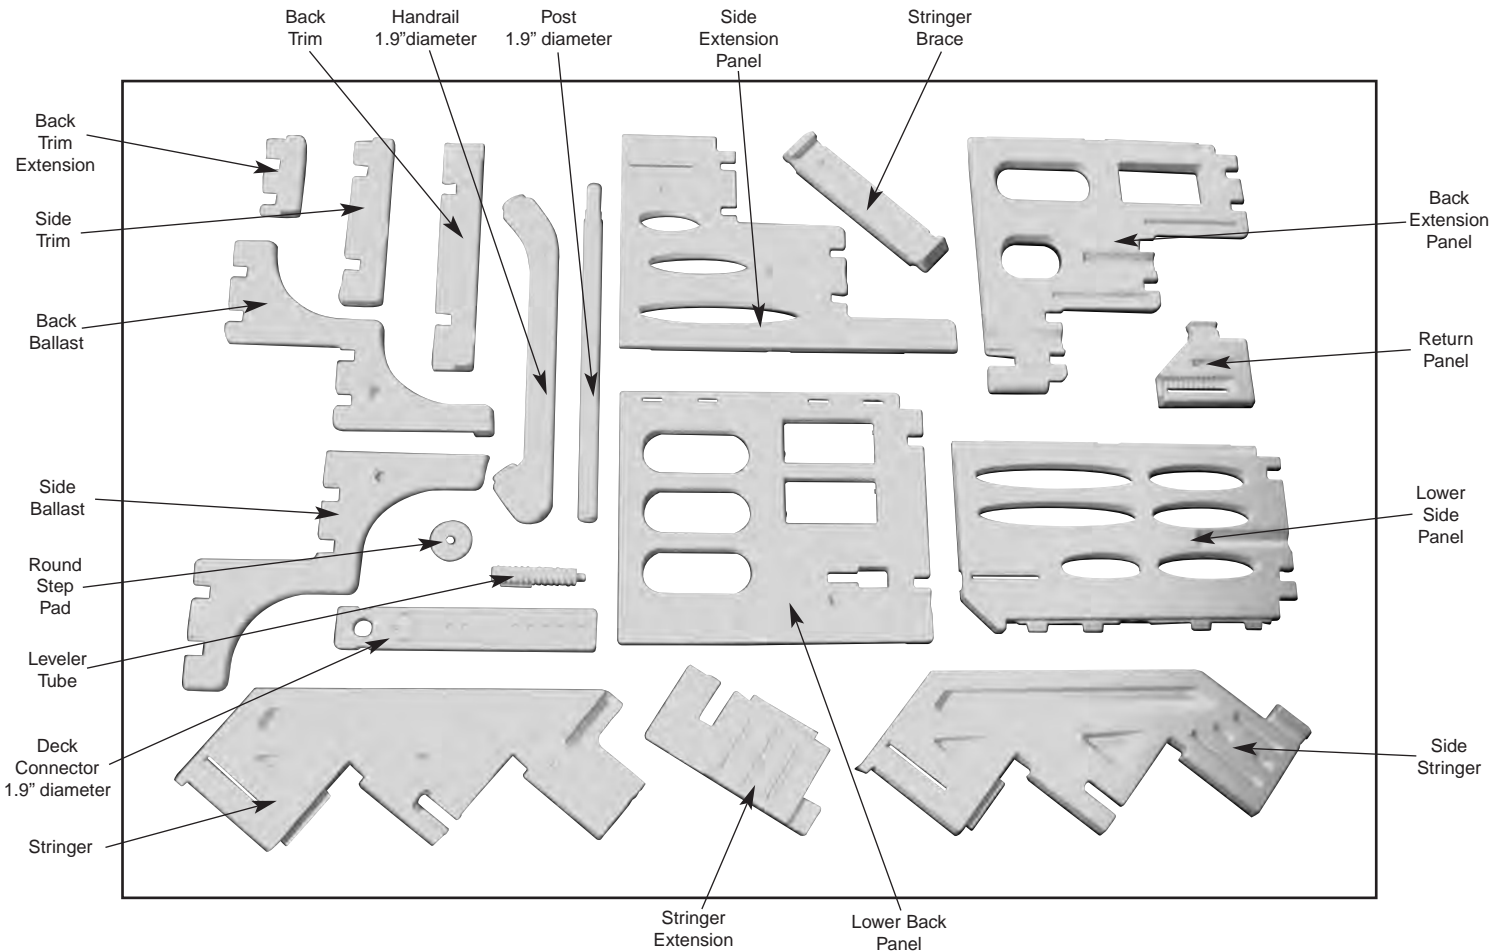 Back
Trim
Handrail
1.9”diameter
Post
1.9” diameter
Side
Extension
Panel
Stringer
Brace
Back
Trim
Extension
Side
Trim
Back
Ballast
Side
Ballast
Round
Step
Pad
Leveler
Tube
Deck
Connector
1.9” diameter
Stringer
Back
Extension
Panel
Return
Panel
Lower
Side
Panel
Side
Stringer
Stringer
Extension
Lower Back
Panel